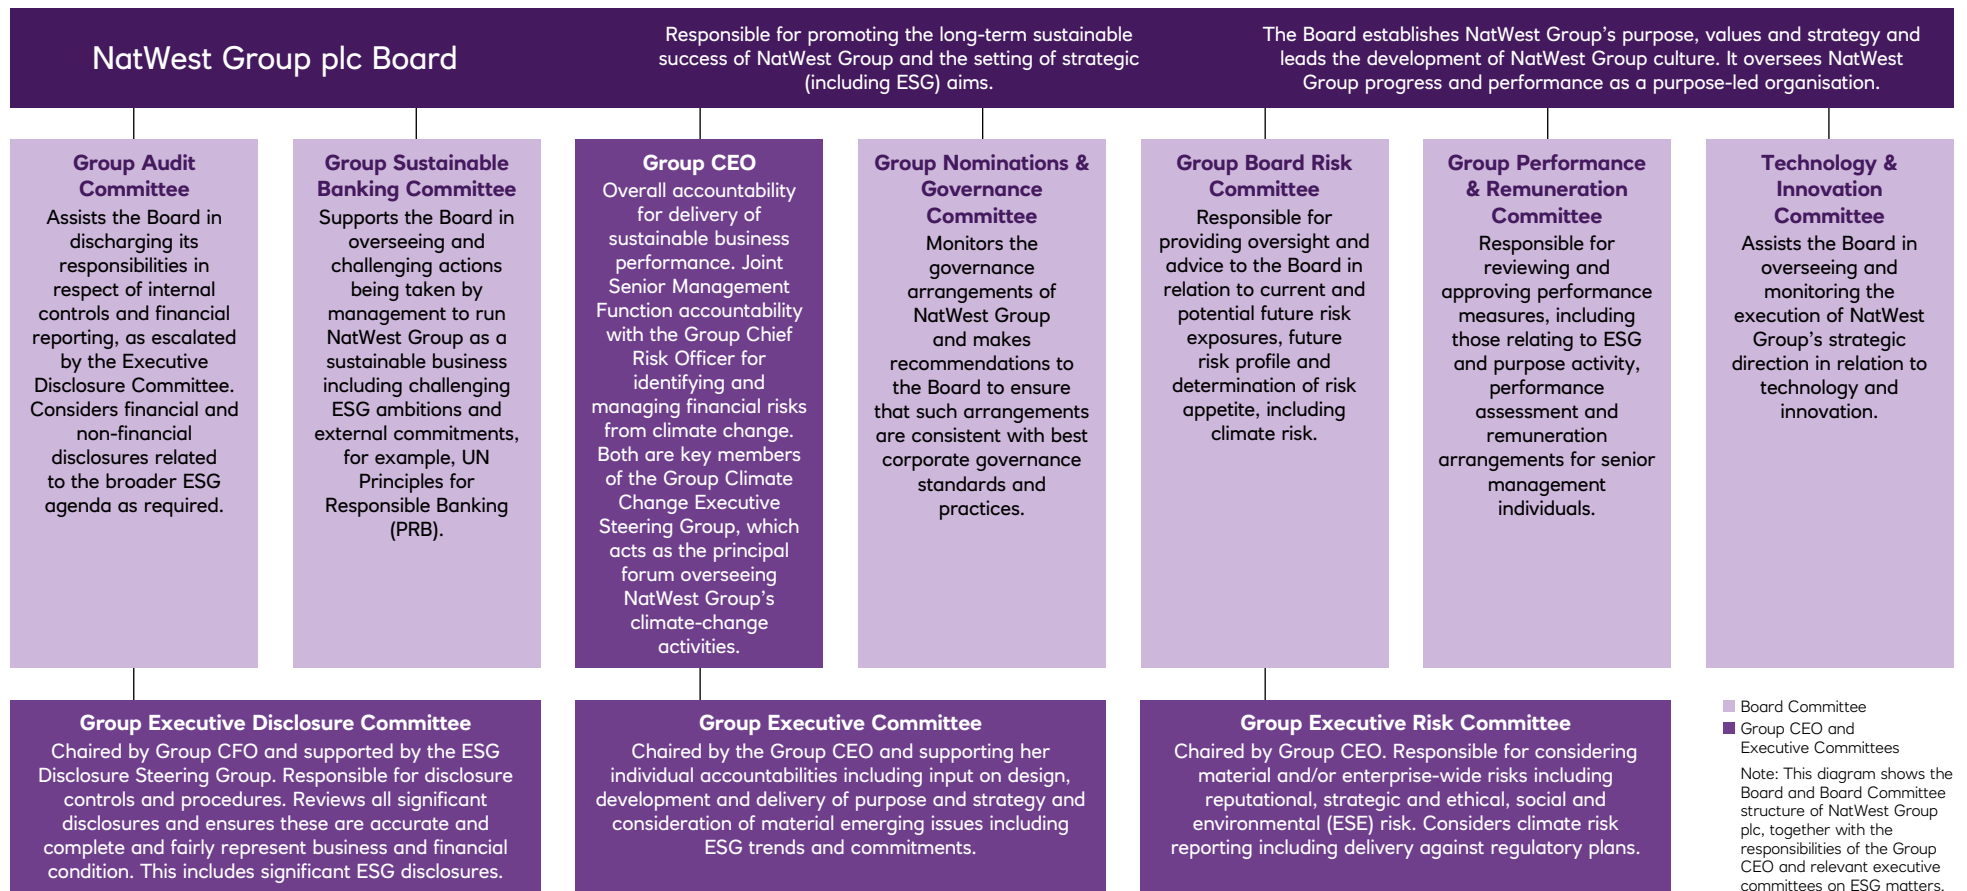 NatWest Group plc Board
Responsible for promoting the long-term sustainable
success of NatWest Group and the setting of strategic
(including ESG) aims.
The Board establishes NatWest Group's purpose, values and strategy and
leads the development of NatWest Group culture. It oversees NatWest
Group progress and performance as a purpose-led organisation.
Group Audit
Committee
Assists the Board in
discharging its
responsibilities in
respect of internal
controls and financial
reporting, as escalated
by the Executive
Disclosure Committee.
Considers financial and
non-financial
disclosures related
to the broader ESG
agenda as required.
Group Sustainable
Banking Committee
Supports the Board in
overseeing and
challenging actions
being taken by
management to run
NatWest Group as a
sustainable business
including challenging
ESG ambitions and
external commitments,
for example, UN
Principles for
Responsible Banking
(PRB).
Group CEO
Overall accountability
for delivery of
sustainable business
performance. Joint
Senior Management
Function accountability
with the Group Chief
Risk Officer for
identifying and
managing financial risks
from climate change.
Both are key members
of the Group Climate
Change Executive
Steering Group, which
acts as the principal
forum overseeing
NatWest Group's
climate-change
activities.
Group Nominations &
Governance
Committee
Monitors the
governance
arrangements of
NatWest Group
and makes
recommendations to
the Board to ensure
that such arrangements
are consistent with best
corporate governance
standards and
practices.
Group Board Risk
Committee
Responsible for
providing oversight and
advice to the Board in
relation to current and
potential future risk
exposures, future
risk profile and
determination of risk
appetite, including
climate risk.
Group Performance
& Remuneration
Committee
Responsible for
reviewing and
approving performance
measures, including
those relating to ESG
and purpose activity,
performance
assessment and
remuneration
arrangements for senior
management
individuals.
Technology &
Innovation
Committee
Assists the Board in
overseeing and
monitoring the
execution of NatWest
Group's strategic
direction in relation to
technology and
innovation.
Group Executive Disclosure Committee
Chaired by Group CFO and supported by the ESG
Disclosure Steering Group. Responsible for disclosure
controls and procedures. Reviews all significant
disclosures and ensures these are accurate and
complete and fairly represent business and financial
condition. This includes significant ESG disclosures.
Group Executive Committee
Chaired by the Group CEO and supporting her
individual accountabilities including input on design,
development and delivery of purpose and strategy and
consideration of material emerging issues including
ESG trends and commitments.
Group Executive Risk Committee
Chaired by Group CEO. Responsible for considering
material and/or enterprise-wide risks including
reputational, strategic and ethical, social and
environmental (ESE) risk. Considers climate risk
reporting including delivery against regulatory plans.
Board Committee
Group CEO and
Executive Committees
Note: This diagram shows the
Board and Board Committee
structure of NatWest Group
plc, together with the
responsibilities of the Group
CEO and relevant executive
committees on ESG matters.